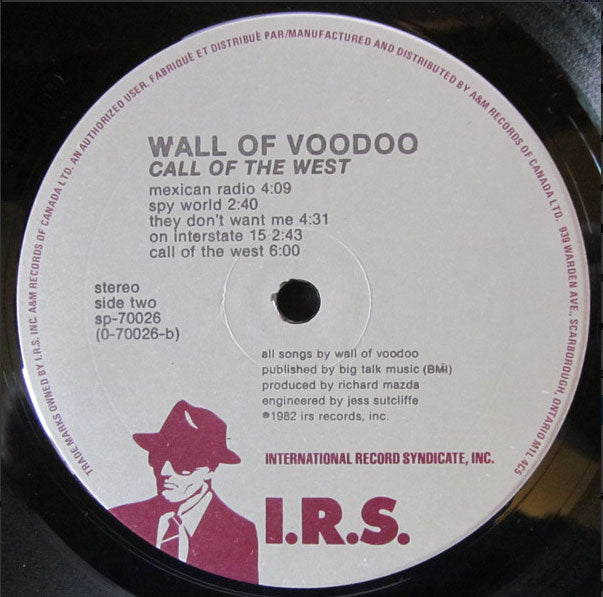 TRADE MARKS OWNED BY I.R.S. INC. A&M RECORDS OF CANADA LTD. AN AUTHORIZED USER. FABRIQUÉ ET DISTRIBUÉ PAR/MANUFACTURED AND DISTRIBUTED BY A&M RECORDS OF CANADA LTD. 939 WARDEN AVE., SCARBOROUGH, ONTARIO M1L 4C5
WALL OF VOODOO
CALL OF THE WEST
mexican radio 4:09
spy world 2:40
they don't want me 4:31
on interstate 15 2:43
call of the west 6:00
stereo
side two
sp-70026
(0-70026-b)
all songs by wall of voodoo
published by big talk music (BMi)
produced by richard mazda
engineered by jess sutcliffe
℗1982 irs records, inc.
INTERNATIONAL RECORD SYNDICATE, INC.
I.R.S.